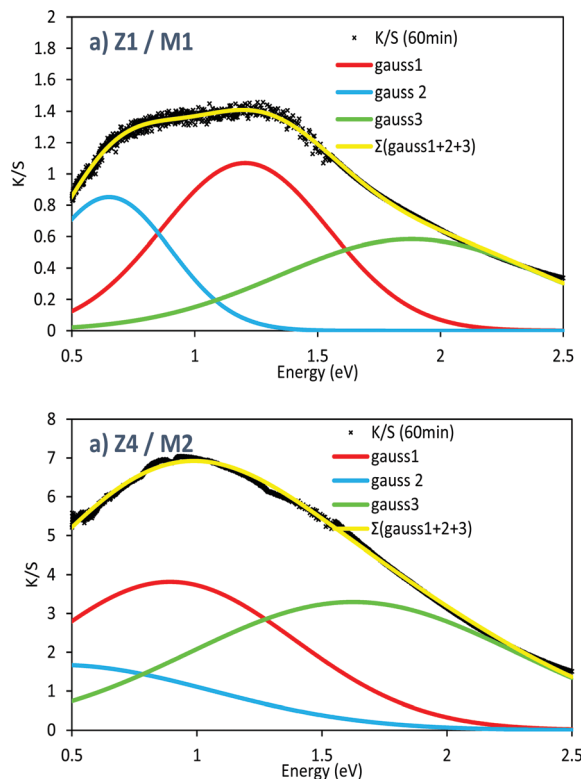 a) Z1 / M1
K/S (60min)
gauss1
gauss 2
gauss3
Σ(gauss1+2+3)
2
1.8
1.6
1.4
1.2
1
0.8
0.6
0.4
0.2
0
K/S
0.5 1 1.5 2 2.5
Energy (eV)
a) Z4 / M2
K/S (60min)
gauss1
gauss 2
gauss3
Σ(gauss1+2+3)
8
7
6
5
4
3
2
1
0
K/S
0.5 1 1.5 2 2.5
Energy (eV)